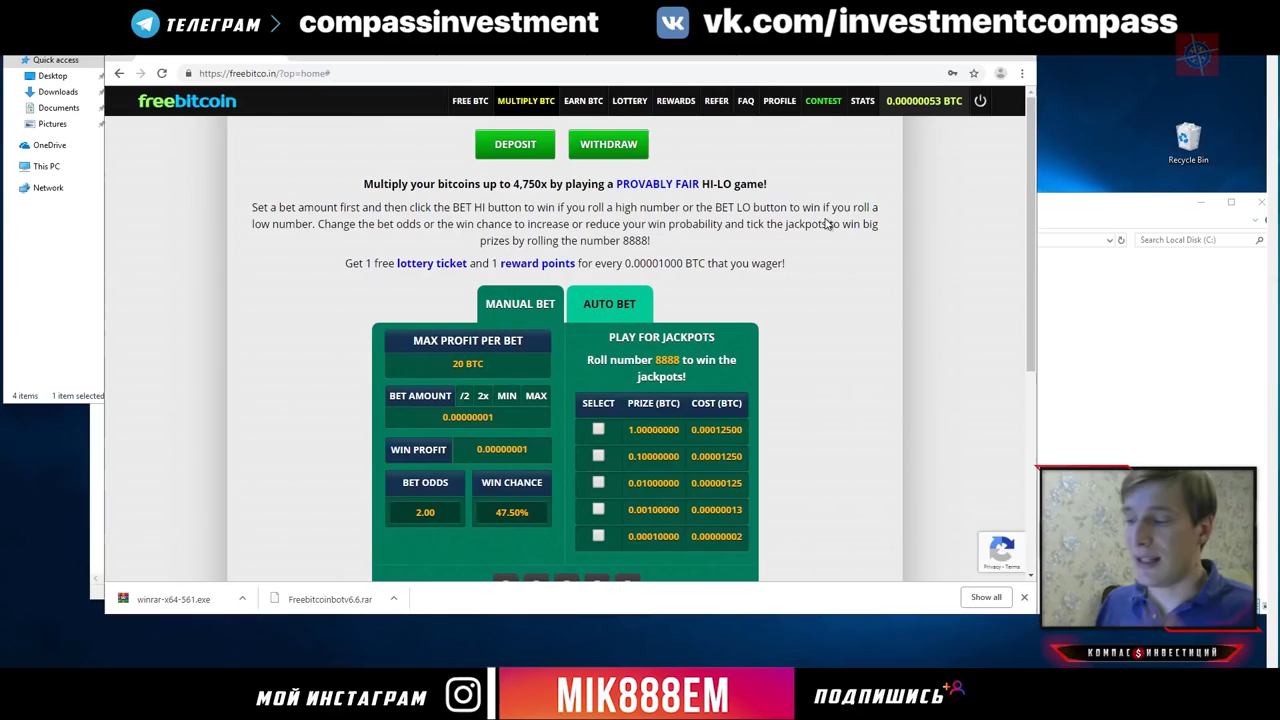 ТЕЛЕГРАМ > compassinvestment
vk.com/investmentcompass
Quick access
Desktop
Downloads
Documents
Pictures
OneDrive
This PC
Network
4 items 1 item selected
https://freebitco.in/?op=home#
freebitcoin
FREE BTC MULTIPLY BTC EARN BTC LOTTERY REWARDS REFER FAQ PROFILE CONTEST STATS 0.00000053 BTC
DEPOSIT WITHDRAW
Multiply your bitcoins up to 4,750x by playing a PROVABLY FAIR HI-LO game!
Set a bet amount first and then click the BET HI button to win if you roll a high number or the BET LO button to win if you roll a
low number. Change the bet odds or the win chance to increase or reduce your win probability and tick the jackpots to win big
prizes by rolling the number 8888!
Get 1 free lottery ticket and 1 reward points for every 0.00001000 BTC that you wager!
MANUAL BET AUTO BET
MAX PROFIT PER BET
20 BTC
BET AMOUNT /2 2x MIN MAX
0.00000001
WIN PROFIT 0.00000001
BET ODDS WIN CHANCE
2.00 47.50%
PLAY FOR JACKPOTS
Roll number 8888 to win the
jackpots!
SELECT PRIZE (BTC) COST (BTC)
1.00000000 0.00012500
0.10000000 0.00001250
0.01000000 0.00000125
0.00100000 0.00000013
0.00010000 0.00000002
Privacy - Terms
winrar-x64-561.exe
Freebitcoinbotv6.6.rar
Show all
Recycle Bin
Search Local Disk (C:)
КОМПАС $ ИНВЕСТИЦИЙ
МОЙ ИНСТАГРАМ
MIK888EM
ПОДПИШИСЬ